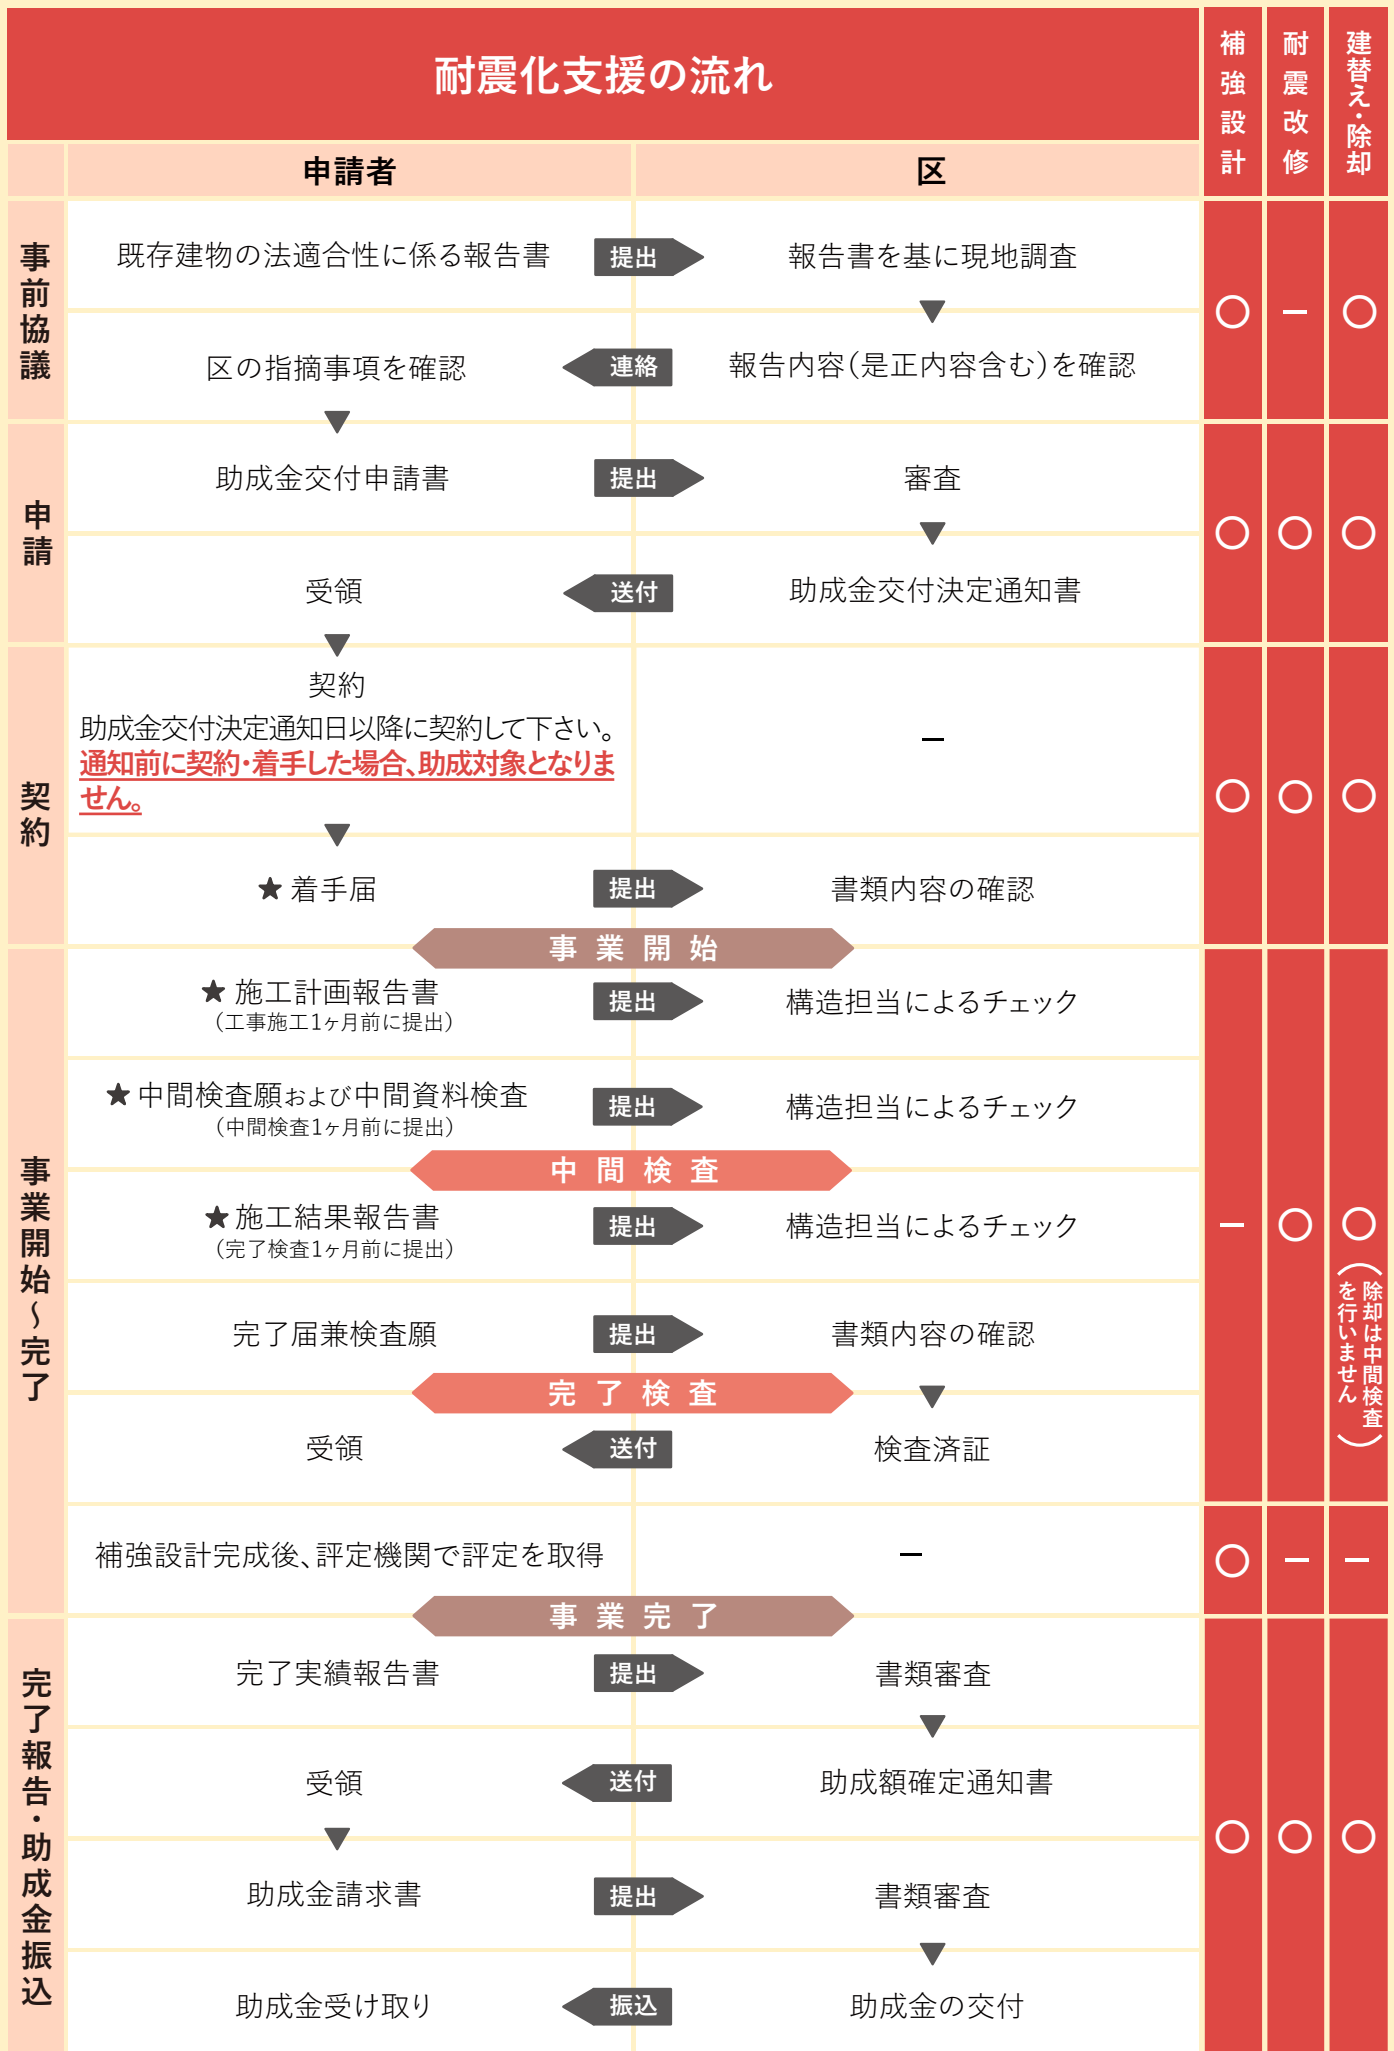 耐震化支援の流れ
補強設計
耐震改修
建替え・除却
申請者
区
事前協議
既存建物の法適合性に係る報告書
提出
報告書を基に現地調査
○
－
○
区の指摘事項を確認
連絡
報告内容（是正内容含む）を確認
申請
助成金交付申請書
提出
審査
○
○
○
受領
送付
助成金交付決定通知書
契約
契約
助成金交付決定通知日以降に契約して下さい。
通知前に契約・着手した場合、助成対象となりま
せん。
－
○
○
○
★着手届
提出
書類内容の確認
事業開始
事業開始～完了
★施工計画報告書
（工事施工1ヶ月前に提出）
提出
構造担当によるチェック
★中間検査願および中間資料検査
（中間検査1ヶ月前に提出）
提出
構造担当によるチェック
中間検査
★施工結果報告書
（完了検査1ヶ月前に提出）
提出
構造担当によるチェック
－
○
○
（除却は中間検査
を行いません）
完了届兼検査願
提出
書類内容の確認
完了検査
受領
送付
検査済証
補強設計完成後、評定機関で評定を取得
－
○
－
－
事業完了
完了報告・助成金振込
完了実績報告書
提出
書類審査
受領
送付
助成額確定通知書
○
○
○
助成金請求書
提出
書類審査
助成金受け取り
振込
助成金の交付